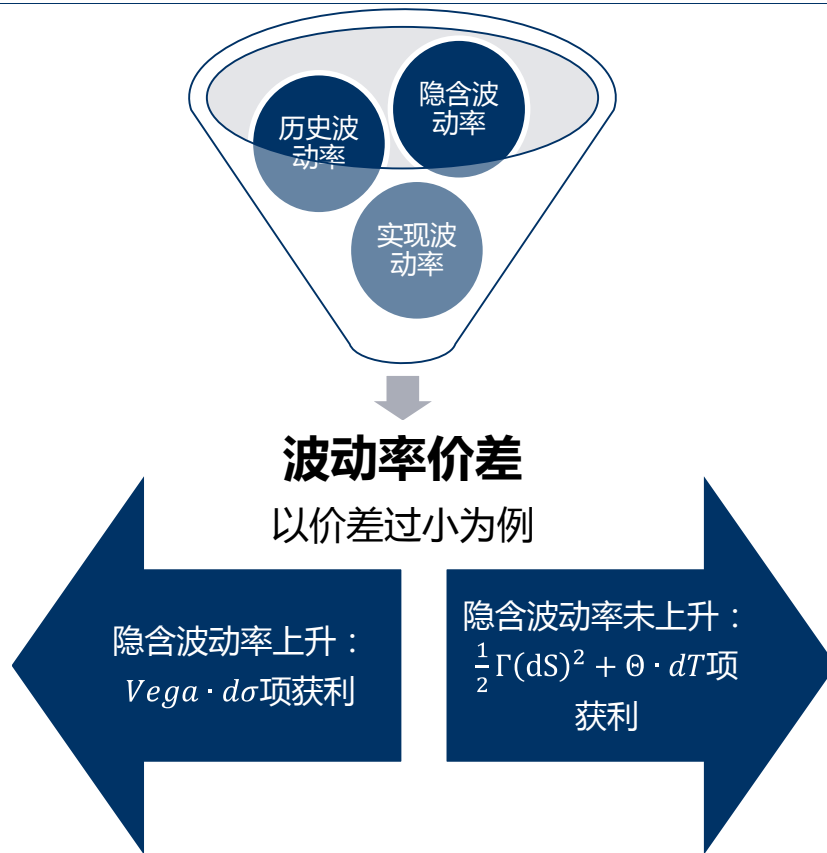 隐含波
动率
历史波
动率
实现波
动率
波动率价差
以价差过小为例
隐含波动率上升：
Vega · dσ项获利
隐含波动率未上升：
½Γ(dS)² + Θ · dT项
获利